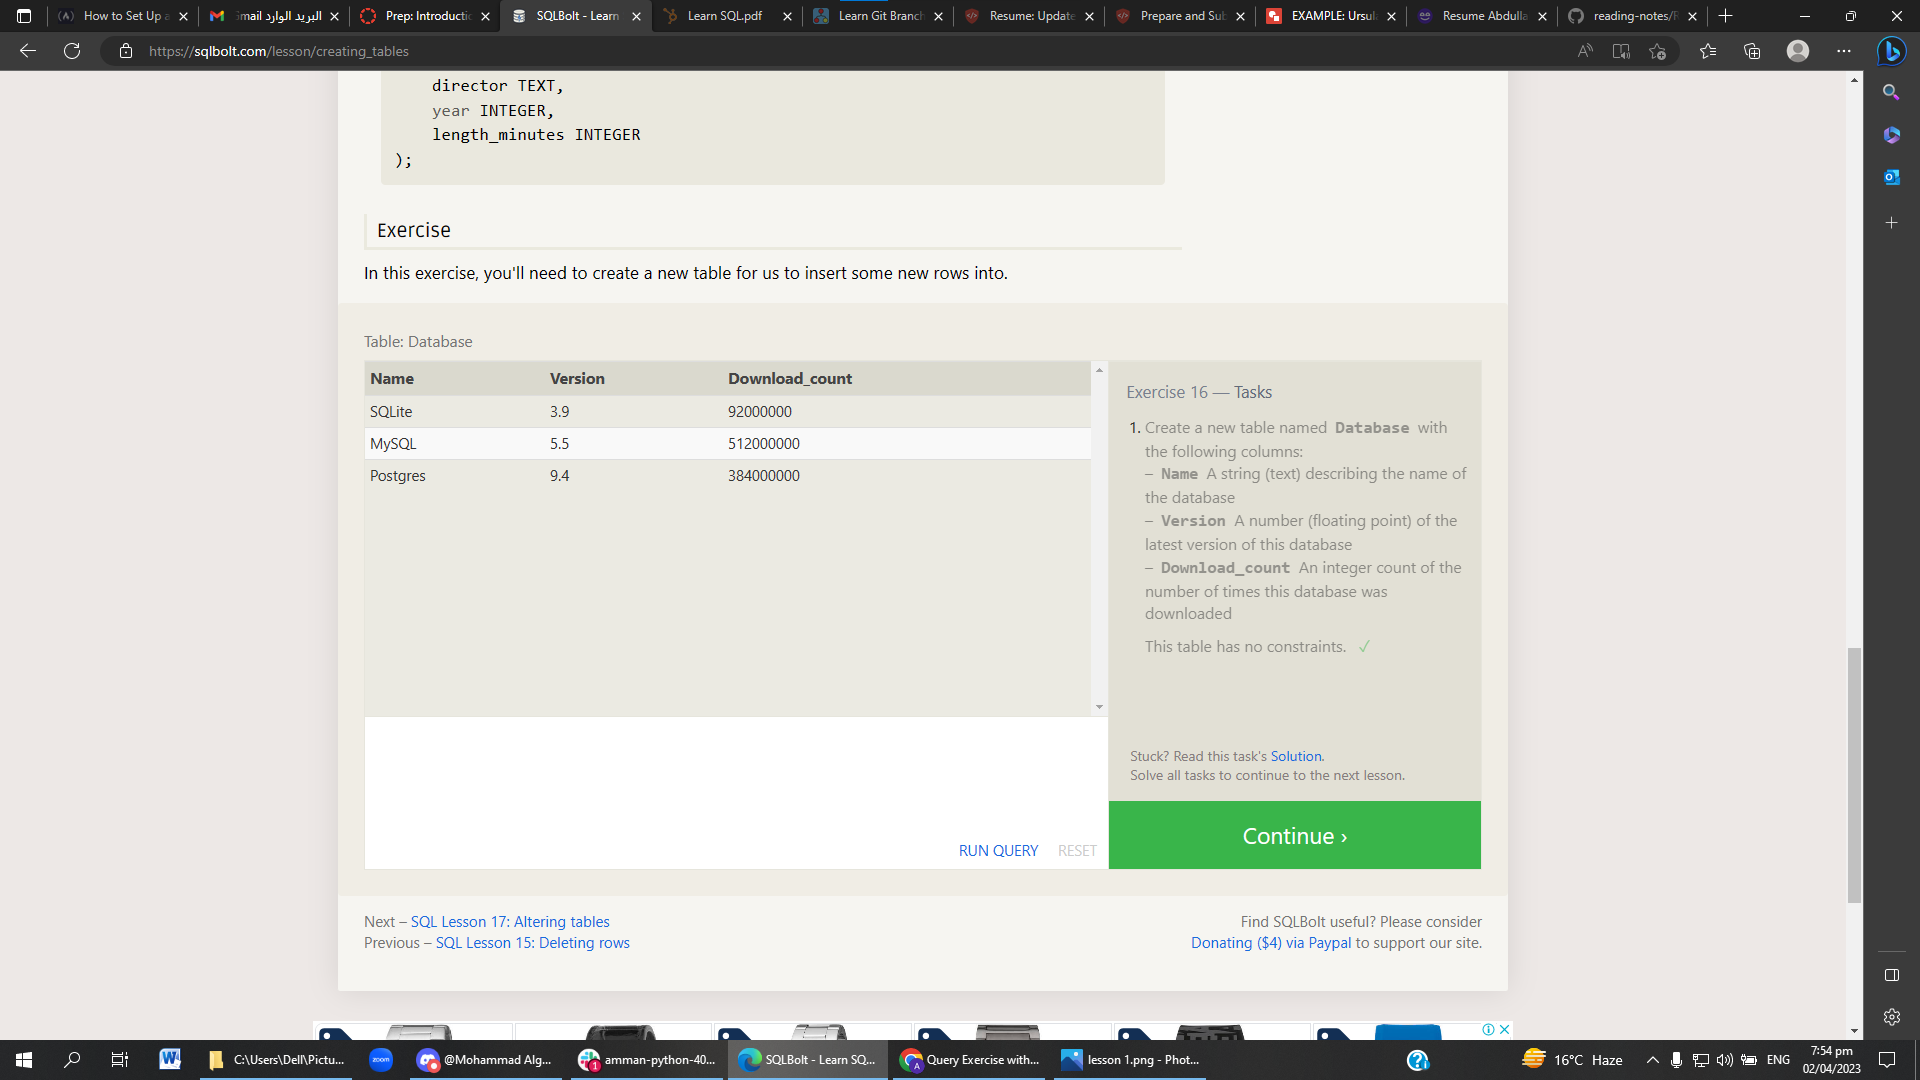 How to Set Up a
البريد الوارد
Prep: Introductic
SQLBolt - Learn
Learn SQL.pdf
Learn Git Branch
Resume: Update
Prepare and Sub
EXAMPLE: Ursul
Resume Abdulla
reading-notes/R
https://sqlbolt.com/lesson/creating_tables
director TEXT,
year INTEGER,
length_minutes INTEGER
);
Exercise
In this exercise, you'll need to create a new table for us to insert some new rows into.
Table: Database
Name Version Download_count
SQLite 3.9 92000000
MySQL 5.5 512000000
Postgres 9.4 384000000
Exercise 16 — Tasks
1. Create a new table named Database with
the following columns:
– Name A string (text) describing the name of
the database
– Version A number (floating point) of the
latest version of this database
– Download_count An integer count of the
number of times this database was
downloaded
This table has no constraints. ✓
Stuck? Read this task's Solution.
Solve all tasks to continue to the next lesson.
RUN QUERY RESET
Continue ›
Next – SQL Lesson 17: Altering tables
Previous – SQL Lesson 15: Deleting rows
Find SQLBolt useful? Please consider
Donating ($4) via Paypal to support our site.
C:\Users\Dell\Pictu...
zoom
@Mohammad Alg...
amman-python-40...
SQLBolt - Learn SQ...
Query Exercise with...
lesson 1.png - Phot...
16°C Haze
ENG
7:54 pm
02/04/2023